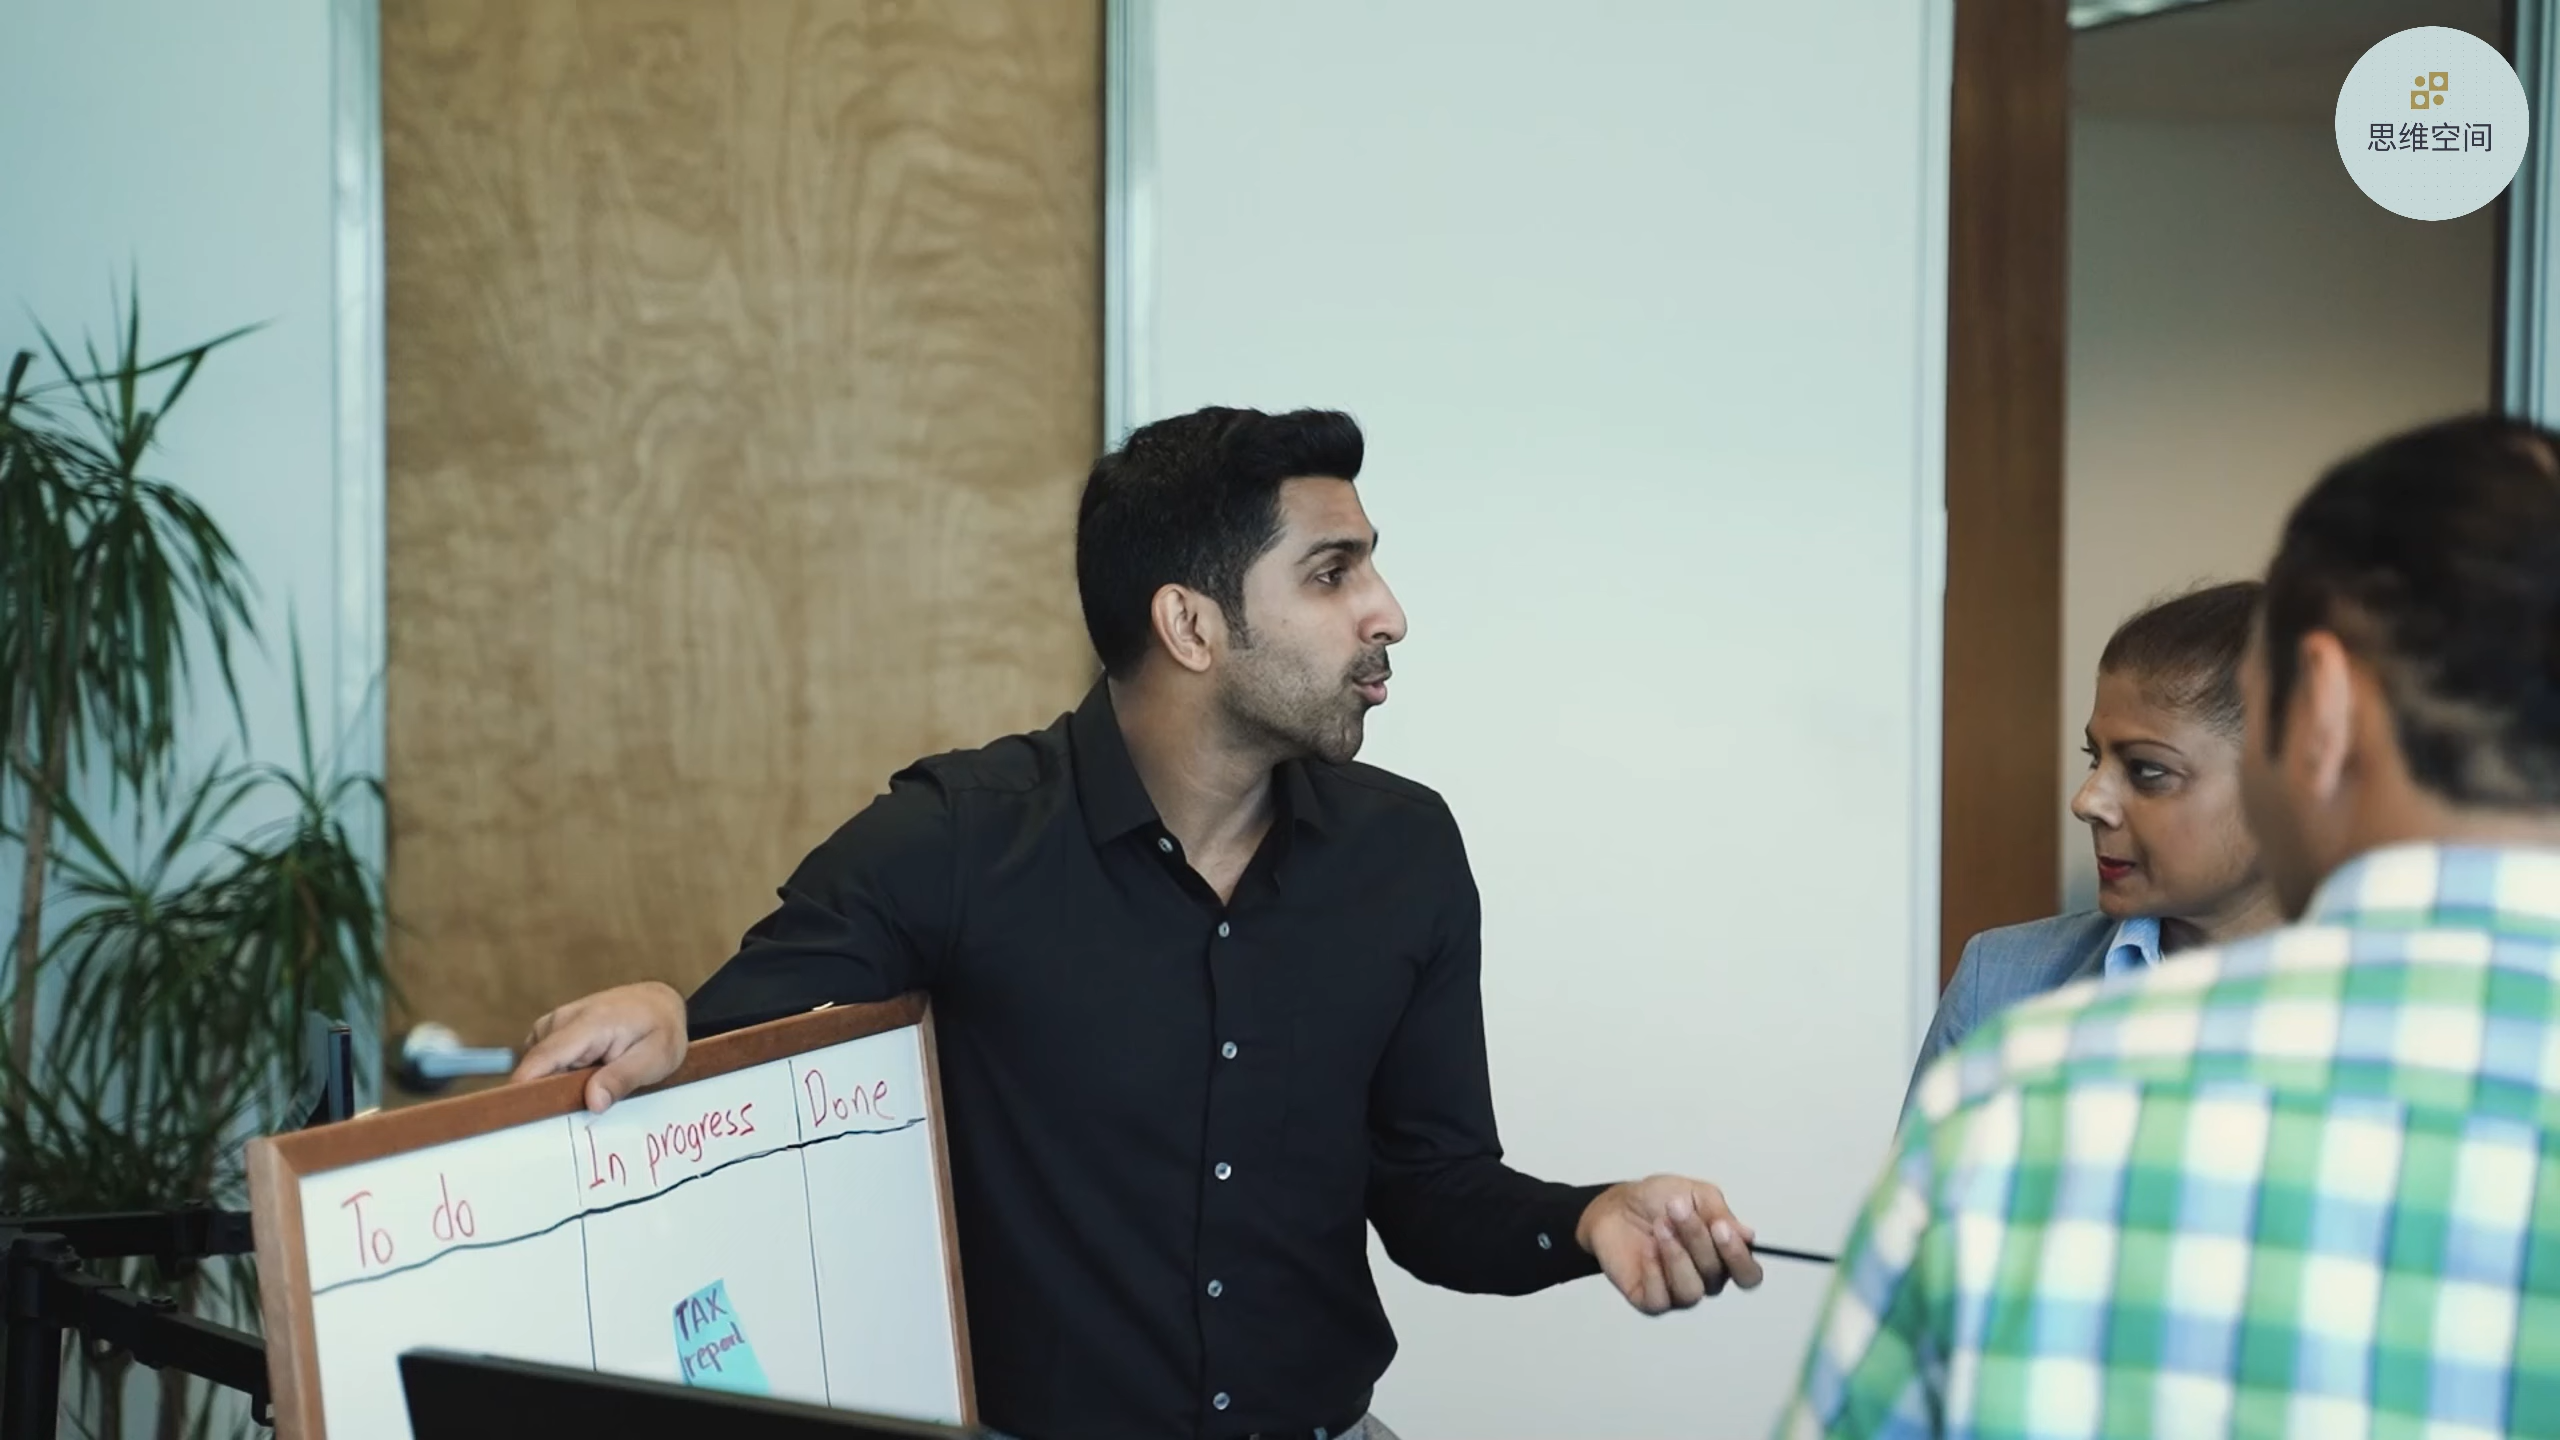 思维空间
To do
In progress
Done
TAX
report